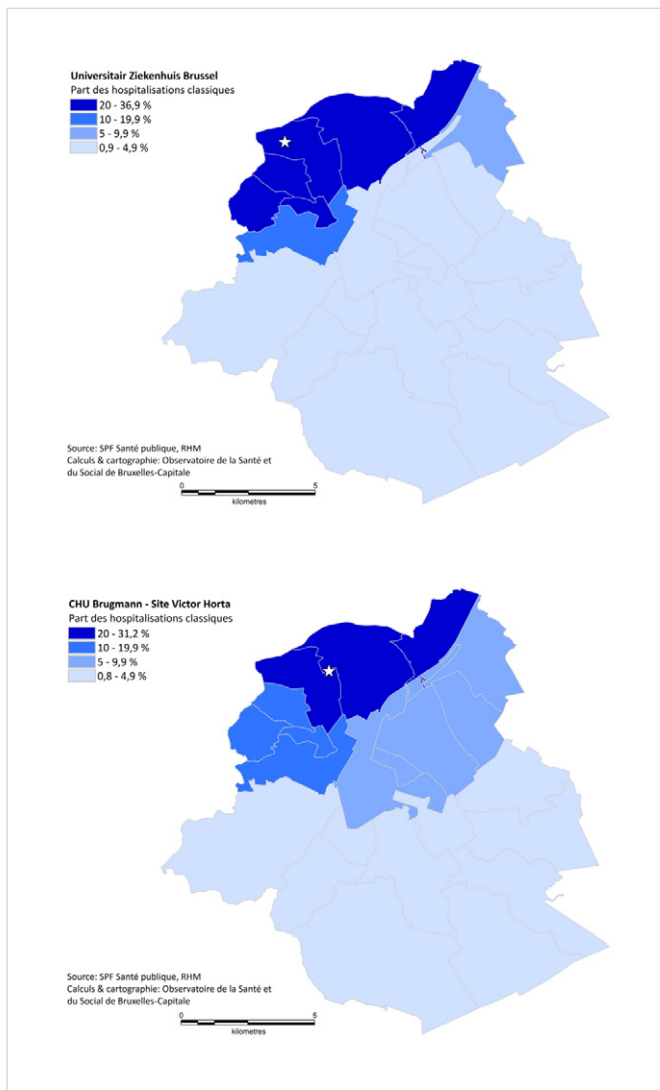 Universitair Ziekenhuis Brussel
Part des hospitalisations classiques
20 - 36,9 %
10 - 19,9 %
5 - 9,9 %
0,9 - 4,9 %
Source: SPF Santé publique, RHM
Calculs & cartographie: Observatoire de la Santé et
du Social de Bruxelles-Capitale
0 5
kilometres
CHU Brugmann - Site Victor Horta
Part des hospitalisations classiques
20 - 31,2 %
10 - 19,9 %
5 - 9,9 %
0,8 - 4,9 %
Source: SPF Santé publique, RHM
Calculs & cartographie: Observatoire de la Santé et
du Social de Bruxelles-Capitale
0 5
kilometres